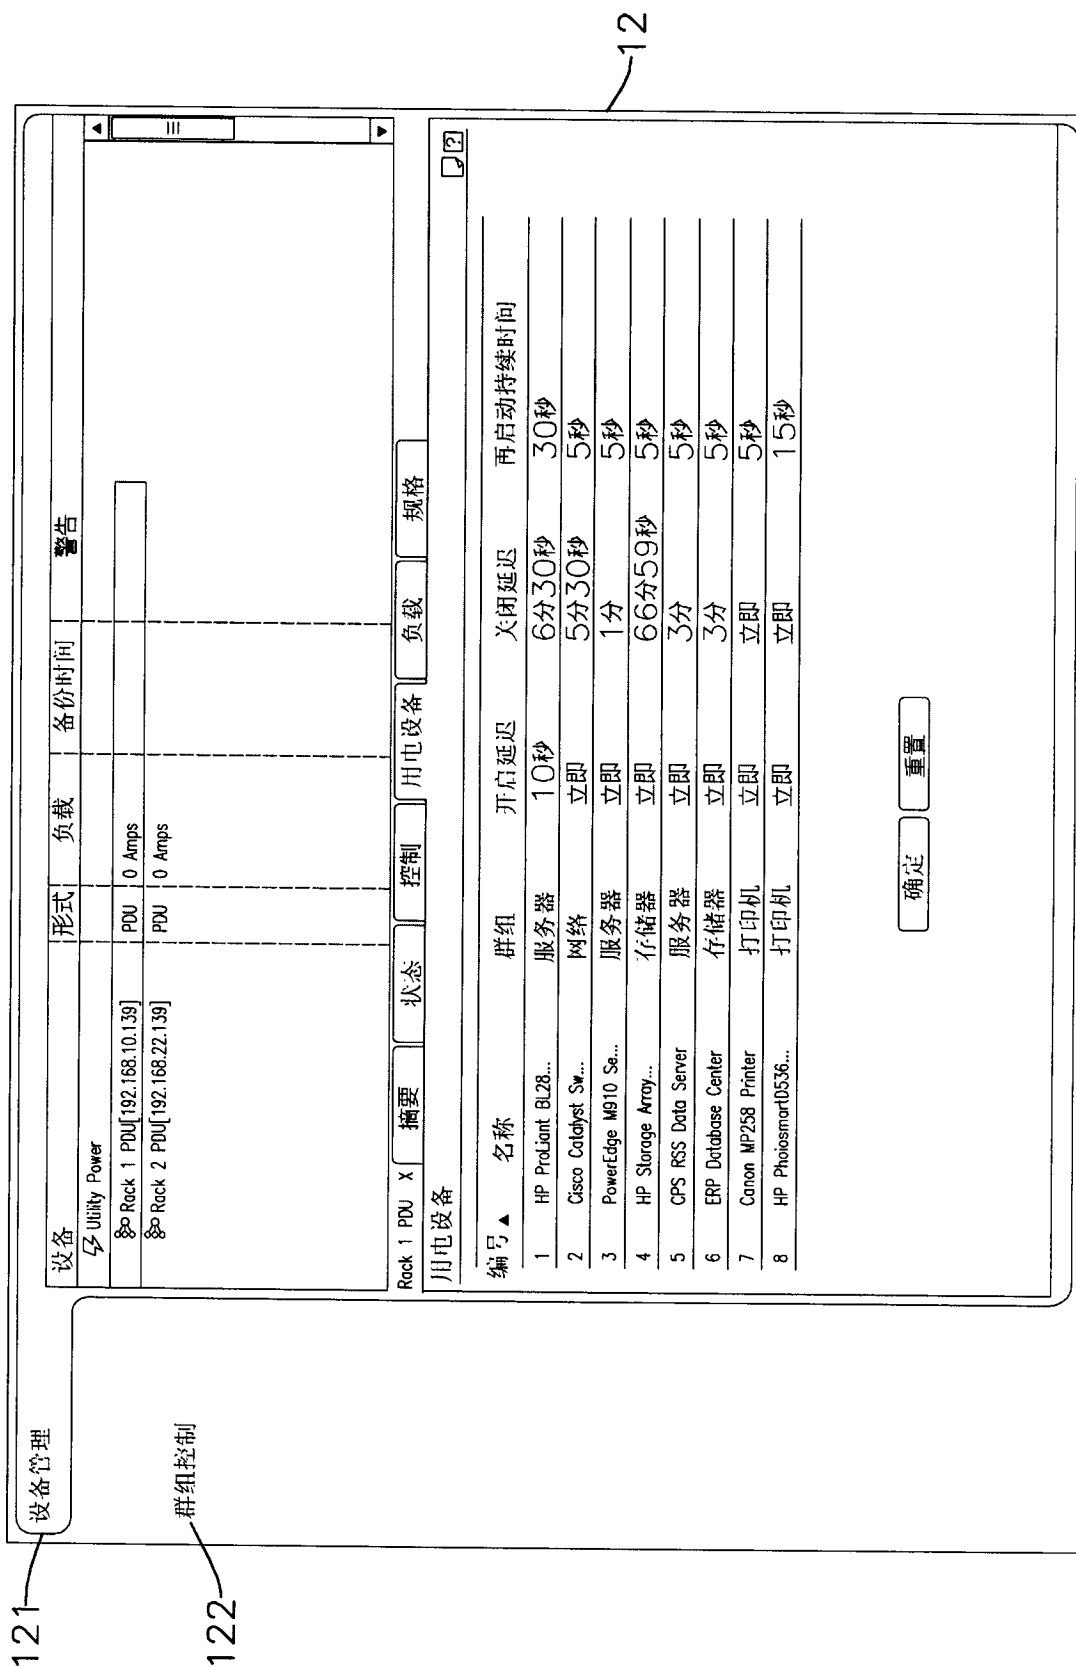 121
设备管理
122
群组控制
12
设备 形式 负载 备份时间 警告
Utility Power
Rack 1 PDU[192.168.10.139] PDU 0 Amps
Rack 2 PDU[192.168.22.139] PDU 0 Amps
Rack 1 PDU X 摘要 状态 控制 用电设备 负载 规格
用电设备 ?
编号▲ 名称 群组 开启延迟 关闭延迟 再启动持续时间
1 HP ProLiant BL28... 服务器 10秒 6分30秒 30秒
2 Cisco Catalyst Sw... 网络 立即 5分30秒 5秒
3 PowerEdge M910 Se... 服务器 立即 1分 5秒
4 HP Storage Array... 存储器 立即 66分59秒 5秒
5 CPS RSS Data Server 服务器 立即 3分 5秒
6 ERP Database Center 存储器 立即 3分 5秒
7 Canon MP258 Printer 打印机 立即 立即 5秒
8 HP PhoiosmartD536... 打印机 立即 立即 15秒
确定 重置